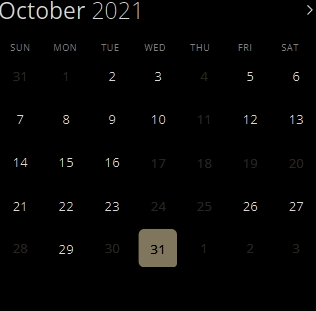 October 2021
SUN MON TUE WED THU FRI SAT
31 1 2 3 4 5 6
7 8 9 10 11 12 13
14 15 16 17 18 19 20
21 22 23 24 25 26 27
28 29 30 31 1 2 3